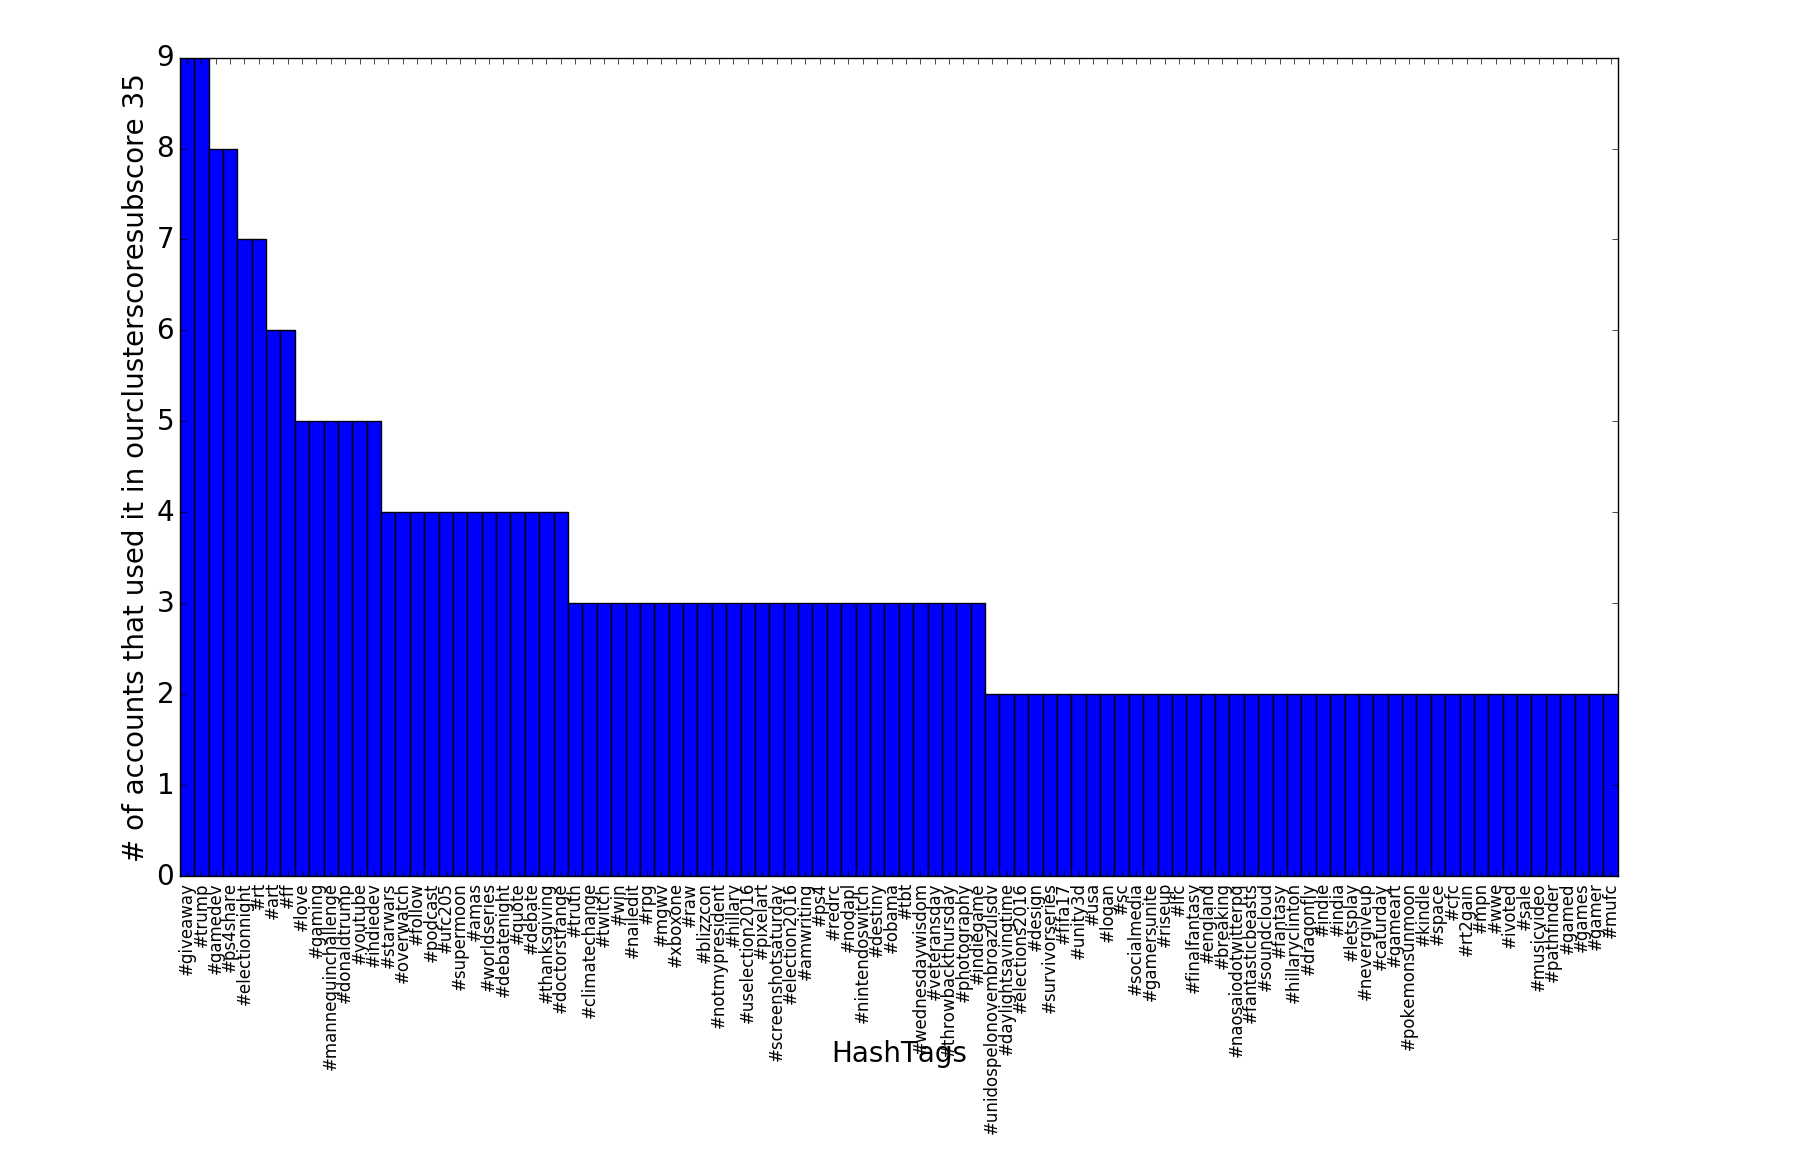 # of accounts that used it in ourclusterscoresubscore 35
9
8
7
6
5
4
3
2
1
0
#giveaway
#trump
#gamedev
#ps4share
#electionnight
#rt
#art
#ff
#love
#gaming
#mannequinchallenge
#donaldtrump
#youtube
#indiedev
#starwars
#overwatch
#follow
#podcast
#ufc205
#supermoon
#amas
#worldseries
#debatenight
#quote
#debate
#thanksgiving
#doctorstrange
#truth
#climatechange
#twitch
#win
#nailedit
#rpg
#mgwv
#xboxone
#raw
#blizzcon
#notmypresident
#hillary
#uselection2016
#pixelart
#screenshotsaturday
#election2016
#amwriting
#ps4
#redrc
#nodapl
#nintendoswitch
#destiny
#obama
#tbt
#wednesdaywisdom
#veteransday
#throwbackthursday
#photography
#indiegame
#unidospelonovembroazulsdv
#daylightsavingtime
#elections2016
#design
#survivorseries
#fifa17
#unity3d
#usa
#logan
#sc
#socialmedia
#gamersunite
#riseup
#lfc
#finalfantasy
#england
#breaking
#naosaiodotwitterpq
#fantasticbeasts
#soundcloud
#fantasy
#hillaryclinton
#dragonfly
#indie
#india
#letsplay
#nevergiveup
#caturday
#gameart
#pokemonsunmoon
#kindle
#space
#cfc
#rt2gain
#mpn
#wwe
#ivoted
#sale
#musicvideo
#pathfinder
#gamed
#games
#gamer
#mufc
HashTags